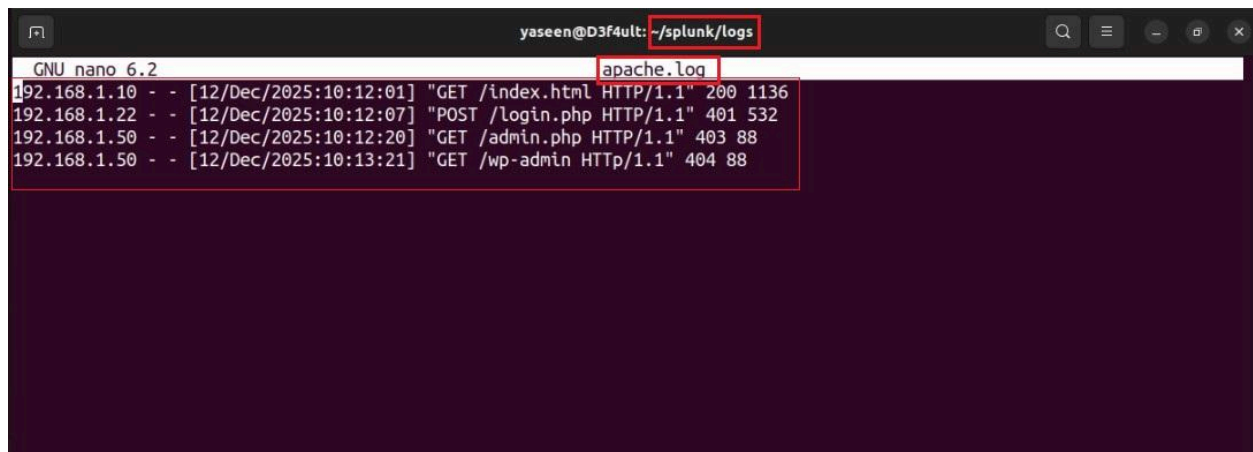 yaseen@D3f4ult: ~/splunk/logs
GNU nano 6.2 apache.log
192.168.1.10 - - [12/Dec/2025:10:12:01] "GET /index.html HTTP/1.1" 200 1136
192.168.1.22 - - [12/Dec/2025:10:12:07] "POST /login.php HTTP/1.1" 401 532
192.168.1.50 - - [12/Dec/2025:10:12:20] "GET /admin.php HTTP/1.1" 403 88
192.168.1.50 - - [12/Dec/2025:10:13:21] "GET /wp-admin HTTp/1.1" 404 88